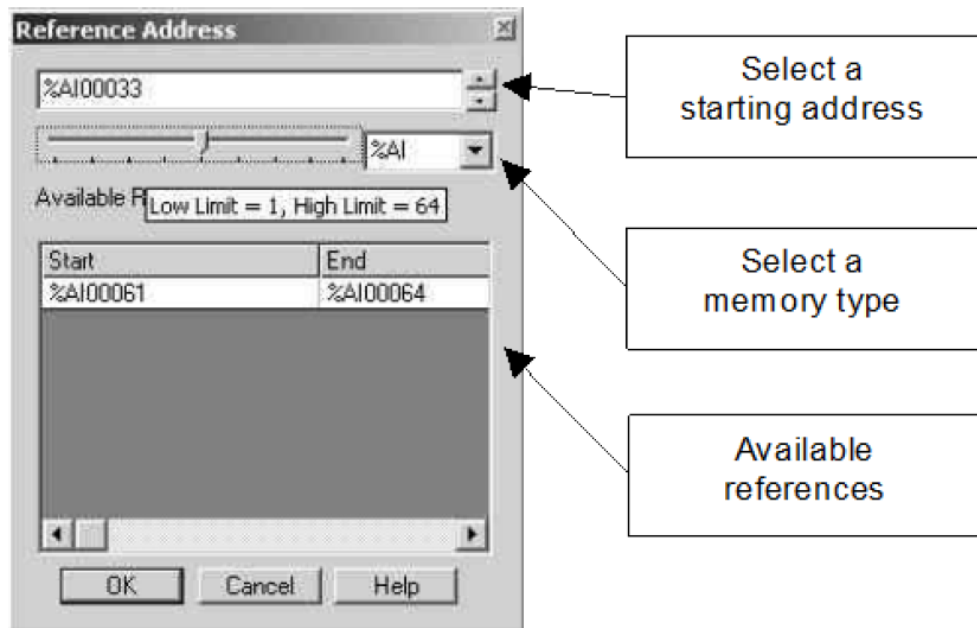 Reference Address
%AI00033
%AI
Available R
Low Limit = 1, High Limit = 64
Start End
%AI00061 %AI00064
OK Cancel Help
Select a
starting address
Select a
memory type
Available
references